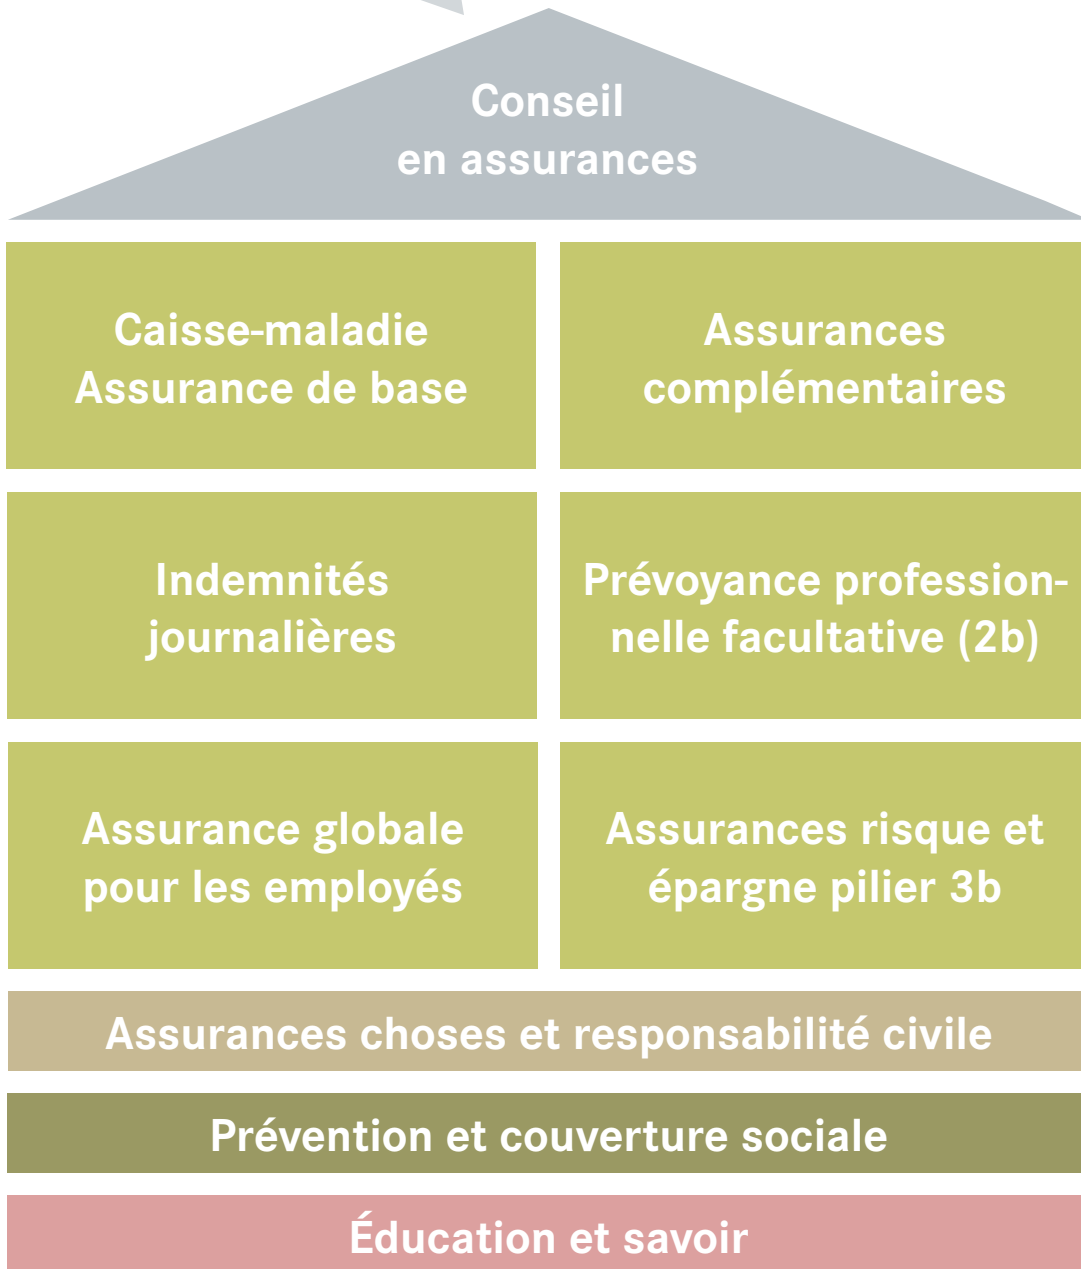 Conseil
en assurances
Caisse-maladie
Assurance de base
Assurances
complémentaires
Indemnités
journalières
Prévoyance profession-
nelle facultative (2b)
Assurance globale
pour les employés
Assurances risque et
épargne pilier 3b
Assurances choses et responsabilité civile
Prévention et couverture sociale
Éducation et savoir